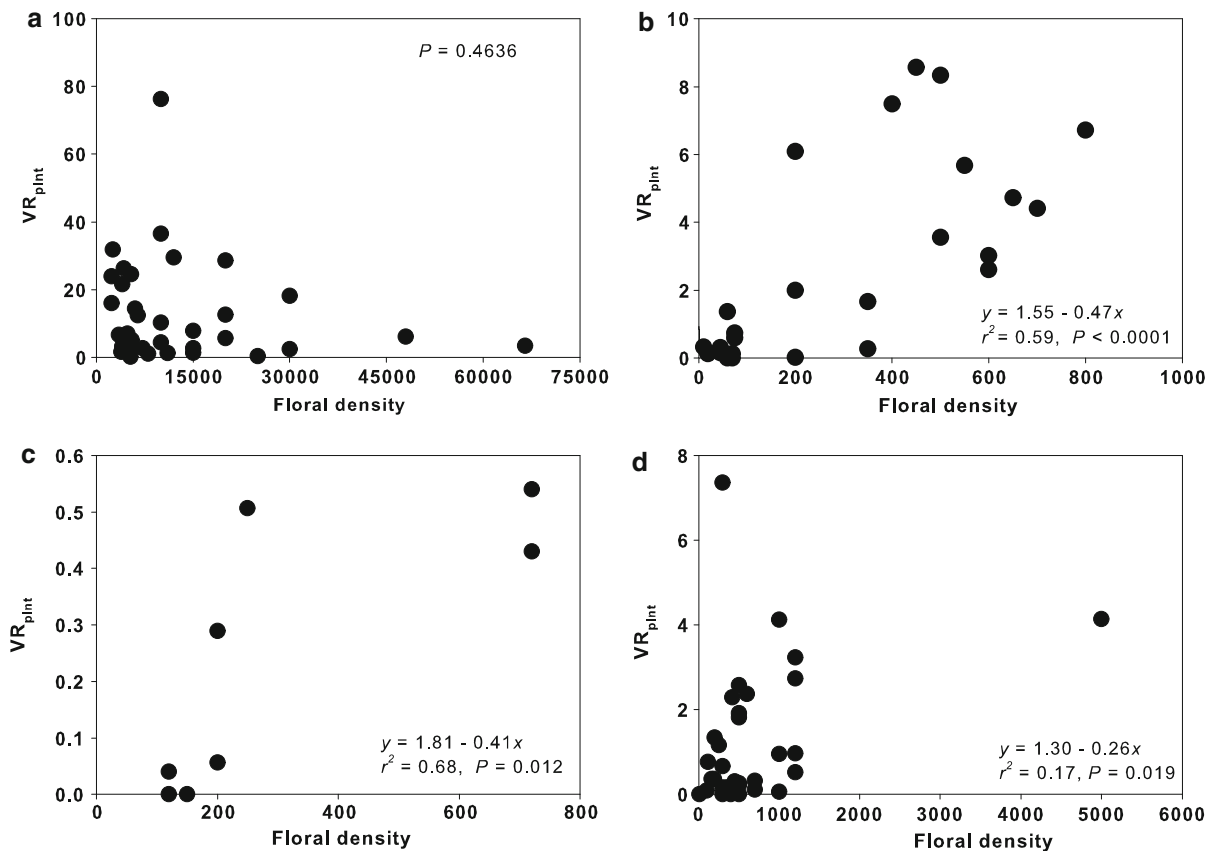 a
100
80
60
40
20
0
VRpInt
P = 0.4636
0 15000 30000 45000 60000 75000
Floral density
b
10
8
6
4
2
0
VRpInt
y = 1.55 - 0.47x
r² = 0.59, P < 0.0001
0 200 400 600 800 1000
Floral density
c
0.6
0.5
0.4
0.3
0.2
0.1
0.0
VRpInt
y = 1.81 - 0.41x
r² = 0.68, P = 0.012
0 200 400 600 800
Floral density
d
8
6
4
2
0
VRpInt
y = 1.30 - 0.26x
r² = 0.17, P = 0.019
0 1000 2000 3000 4000 5000 6000
Floral density